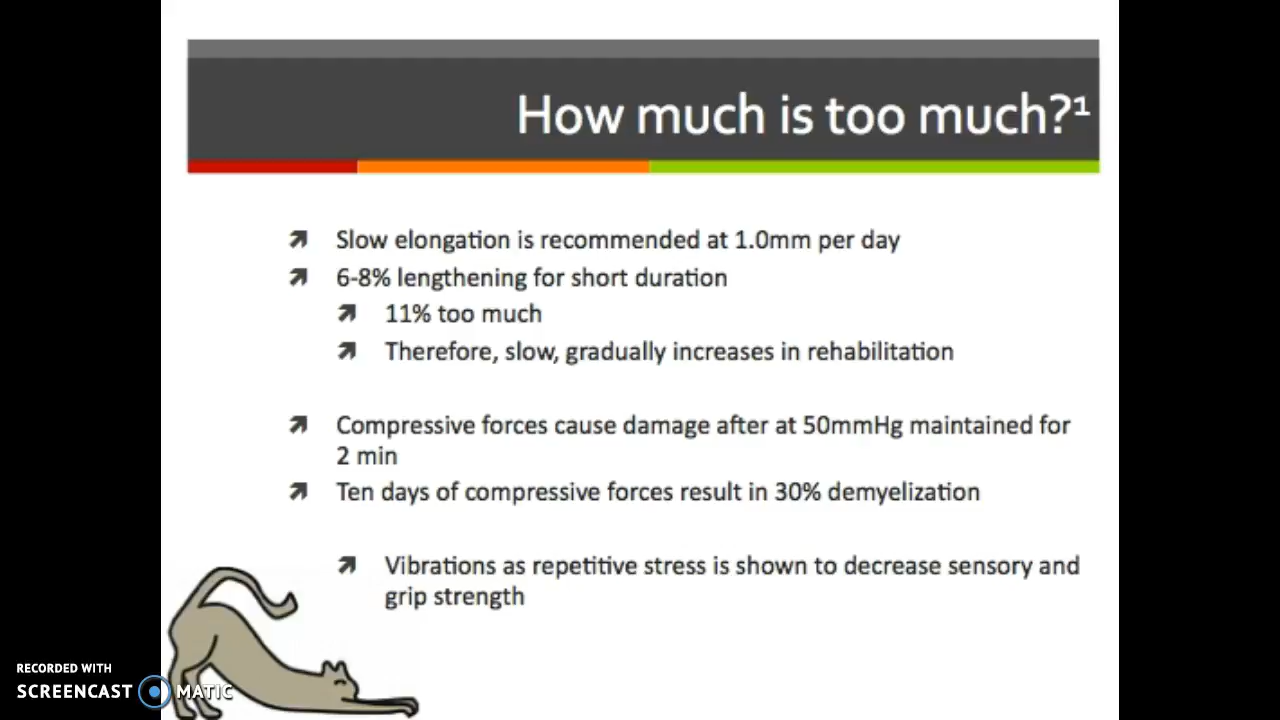 How much is too much?¹
Slow elongation is recommended at 1.0mm per day
6-8% lengthening for short duration
11% too much
Therefore, slow, gradually increases in rehabilitation
Compressive forces cause damage after at 50mmHg maintained for
2 min
Ten days of compressive forces result in 30% demyelization
Vibrations as repetitive stress is shown to decrease sensory and
grip strength
RECORDED WITH
SCREENCAST MATIC